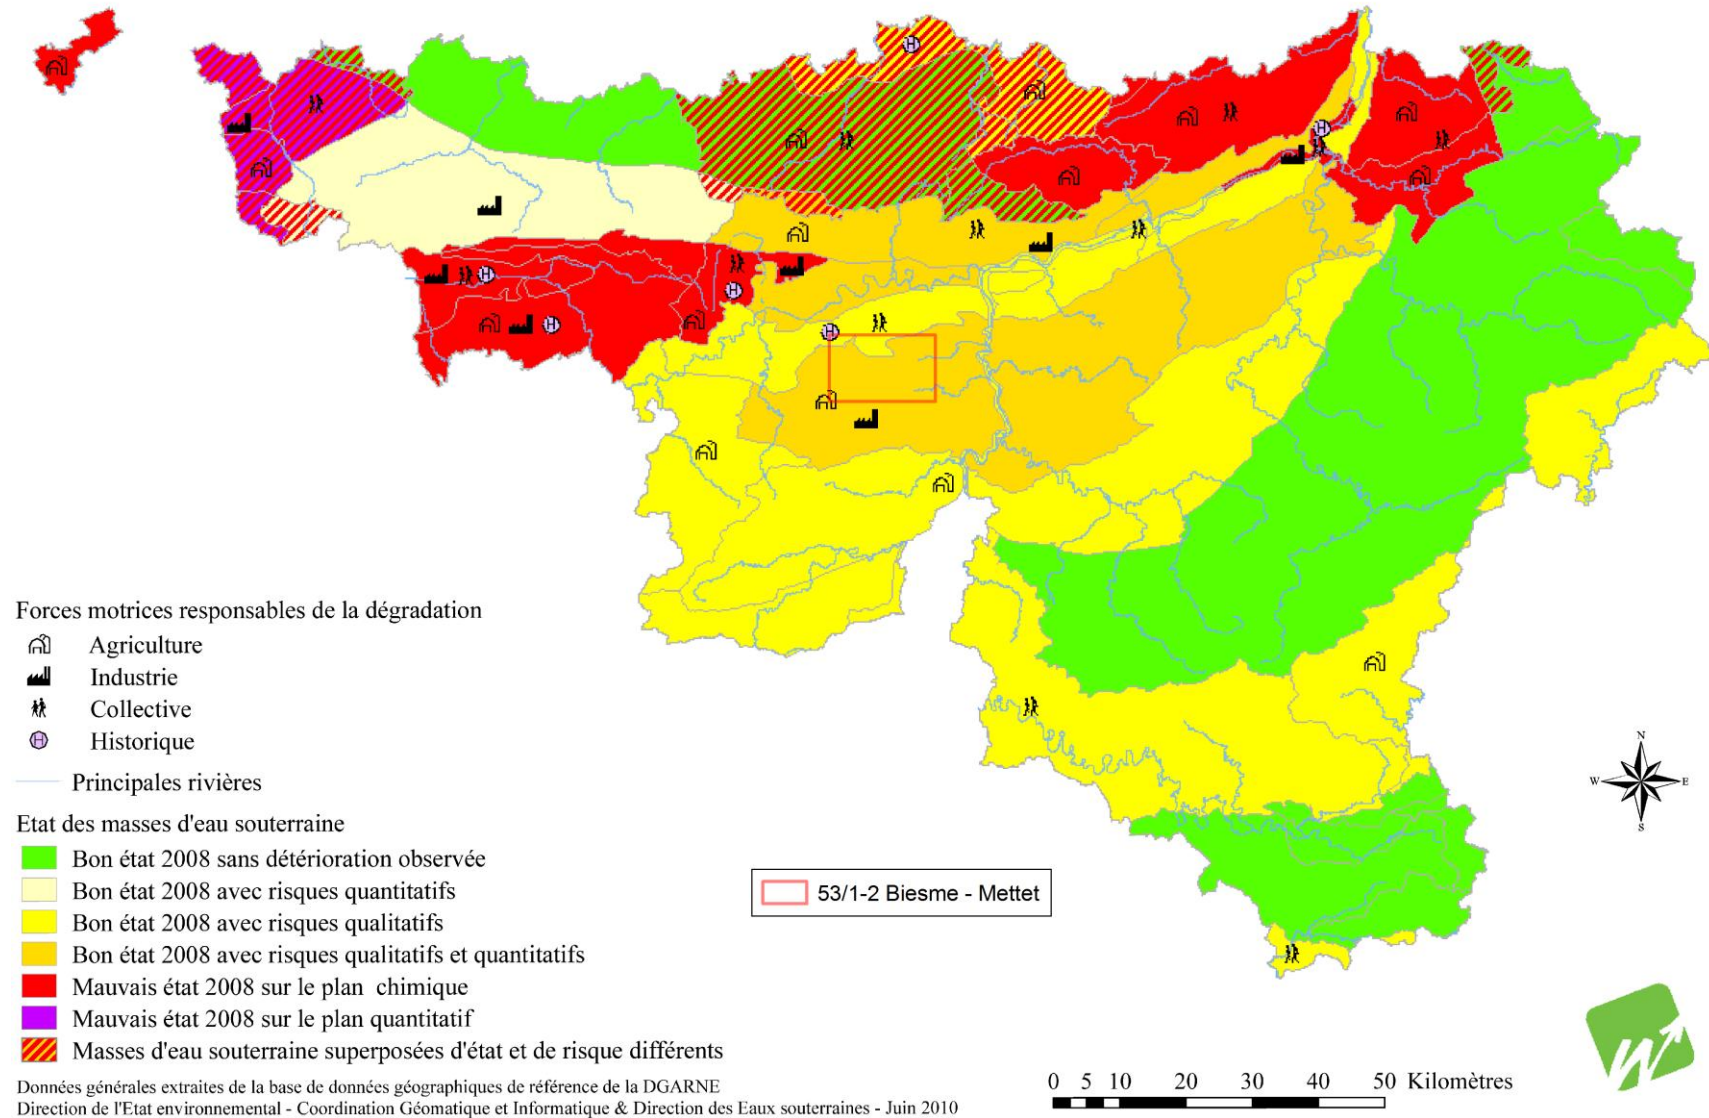 Forces motrices responsables de la dégradation
Agriculture
Industrie
Collective
Historique
Principales rivières
Etat des masses d'eau souterraine
Bon état 2008 sans détérioration observée
Bon état 2008 avec risques quantitatifs
Bon état 2008 avec risques qualitatifs
Bon état 2008 avec risques qualitatifs et quantitatifs
Mauvais état 2008 sur le plan  chimique
Mauvais état 2008 sur le plan quantitatif
Masses d'eau souterraine superposées d'état et de risque différents
Données générales extraites de la base de données géographiques de référence de la DGARNE
Direction de l'Etat environnemental - Coordination Géomatique et Informatique & Direction des Eaux souterraines - Juin 2010
53/1-2 Biesme - Mettet
N
W E
S
0 5 10 20 30 40 50 Kilomètres
H
H
H
H
H
H
H
W